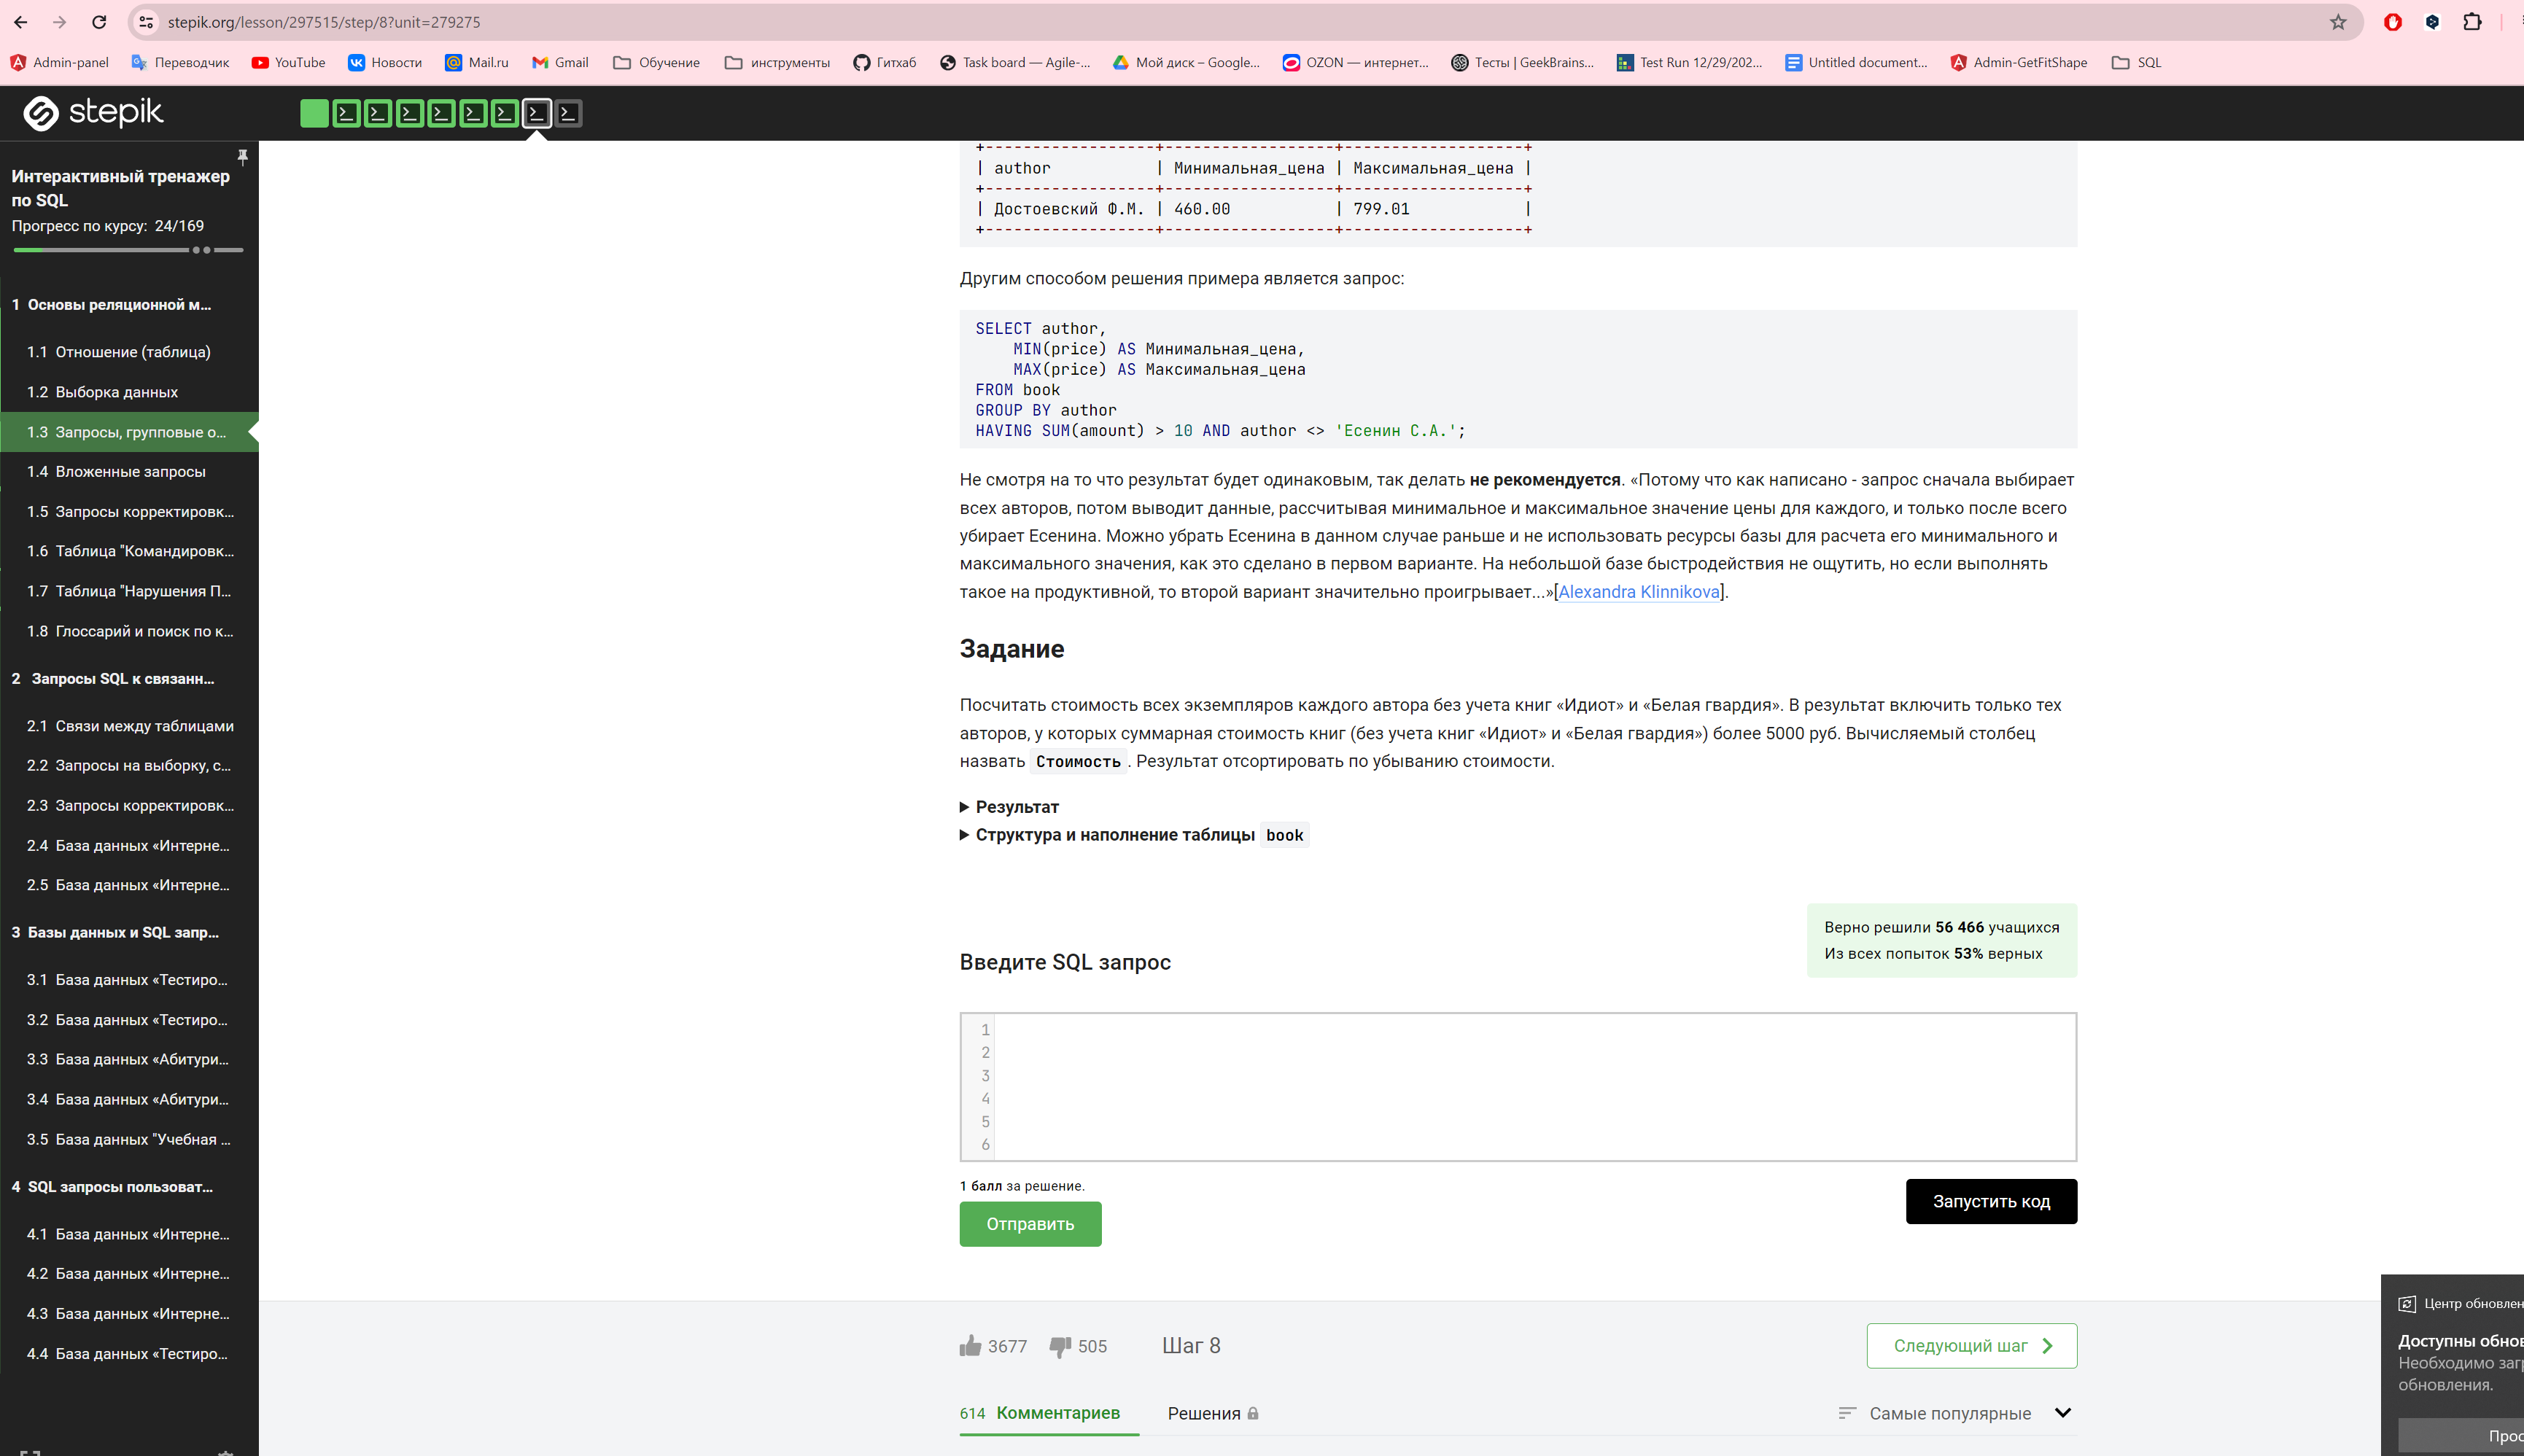 stepik.org/lesson/297515/step/8?unit=279275
Admin-panel
Переводчик
YouTube
Новости
Mail.ru
Gmail
Обучение
инструменты
Гитхаб
Task board — Agile-...
Мой диск – Google...
OZON — интернет...
Тесты | GeekBrains...
Test Run 12/29/202...
Untitled document...
Admin-GetFitShape
SQL
stepik
Интерактивный тренажер
по SQL
Прогресс по курсу: 24/169
1 Основы реляционной м...
1.1 Отношение (таблица)
1.2 Выборка данных
1.3 Запросы, групповые о...
1.4 Вложенные запросы
1.5 Запросы корректировк...
1.6 Таблица "Командировк...
1.7 Таблица "Нарушения П...
1.8 Глоссарий и поиск по к...
2 Запросы SQL к связанн...
2.1 Связи между таблицами
2.2 Запросы на выборку, с...
2.3 Запросы корректировк...
2.4 База данных «Интерне...
2.5 База данных «Интерне...
3 Базы данных и SQL запр...
3.1 База данных «Тестиро...
3.2 База данных «Тестиро...
3.3 База данных «Абитури...
3.4 База данных «Абитури...
3.5 База данных "Учебная ...
4 SQL запросы пользоват...
4.1 База данных «Интерне...
4.2 База данных «Интерне...
4.3 База данных «Интерне...
4.4 База данных «Тестиро...
+------------------+-----------------+------------------+
| author | Минимальная_цена | Максимальная_цена |
+------------------+-----------------+------------------+
| Достоевский Ф.М. | 460.00 | 799.01 |
+------------------+-----------------+------------------+
Другим способом решения примера является запрос:
SELECT author,
MIN(price) AS Минимальная_цена,
MAX(price) AS Максимальная_цена
FROM book
GROUP BY author
HAVING SUM(amount) > 10 AND author <> 'Есенин С.А.';
Не смотря на то что результат будет одинаковым, так делать не рекомендуется. «Потому что как написано - запрос сначала выбирает
всех авторов, потом выводит данные, рассчитывая минимальное и максимальное значение цены для каждого, и только после всего
убирает Есенина. Можно убрать Есенина в данном случае раньше и не использовать ресурсы базы для расчета его минимального и
максимального значения, как это сделано в первом варианте. На небольшой базе быстродействия не ощутить, но если выполнять
такое на продуктивной, то второй вариант значительно проигрывает...»[Alexandra Klinnikova].
Задание
Посчитать стоимость всех экземпляров каждого автора без учета книг «Идиот» и «Белая гвардия». В результат включить только тех
авторов, у которых суммарная стоимость книг (без учета книг «Идиот» и «Белая гвардия») более 5000 руб. Вычисляемый столбец
назвать Стоимость. Результат отсортировать по убыванию стоимости.
Результат
Структура и наполнение таблицы book
Верно решили 56 466 учащихся
Из всех попыток 53% верных
Введите SQL запрос
1
2
3
4
5
6
1 балл за решение.
Отправить
Запустить код
3677
505
Шаг 8
Следующий шаг
614 Комментариев
Решения
Самые популярные
Центр обновлен
Доступны обнов
Необходимо загр
обновления.
Прос